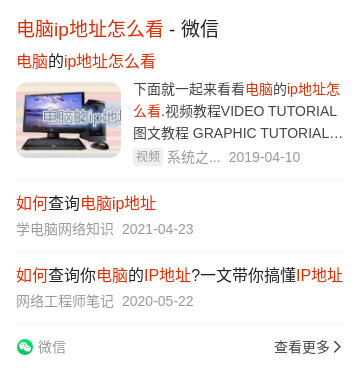 电脑ip地址怎么看 - 微信
电脑的ip地址怎么看
电脑的ip地
下面就一起来看看电脑的ip地址怎
么看.视频教程VIDEO TUTORIAL
图文教程 GRAPHIC TUTORIAL...
视频 系统之... 2019-04-10
如何查询电脑ip地址
学电脑网络知识 2021-04-23
如何查询你电脑的IP地址?一文带你搞懂IP地址
网络工程师笔记 2020-05-22
微信
查看更多